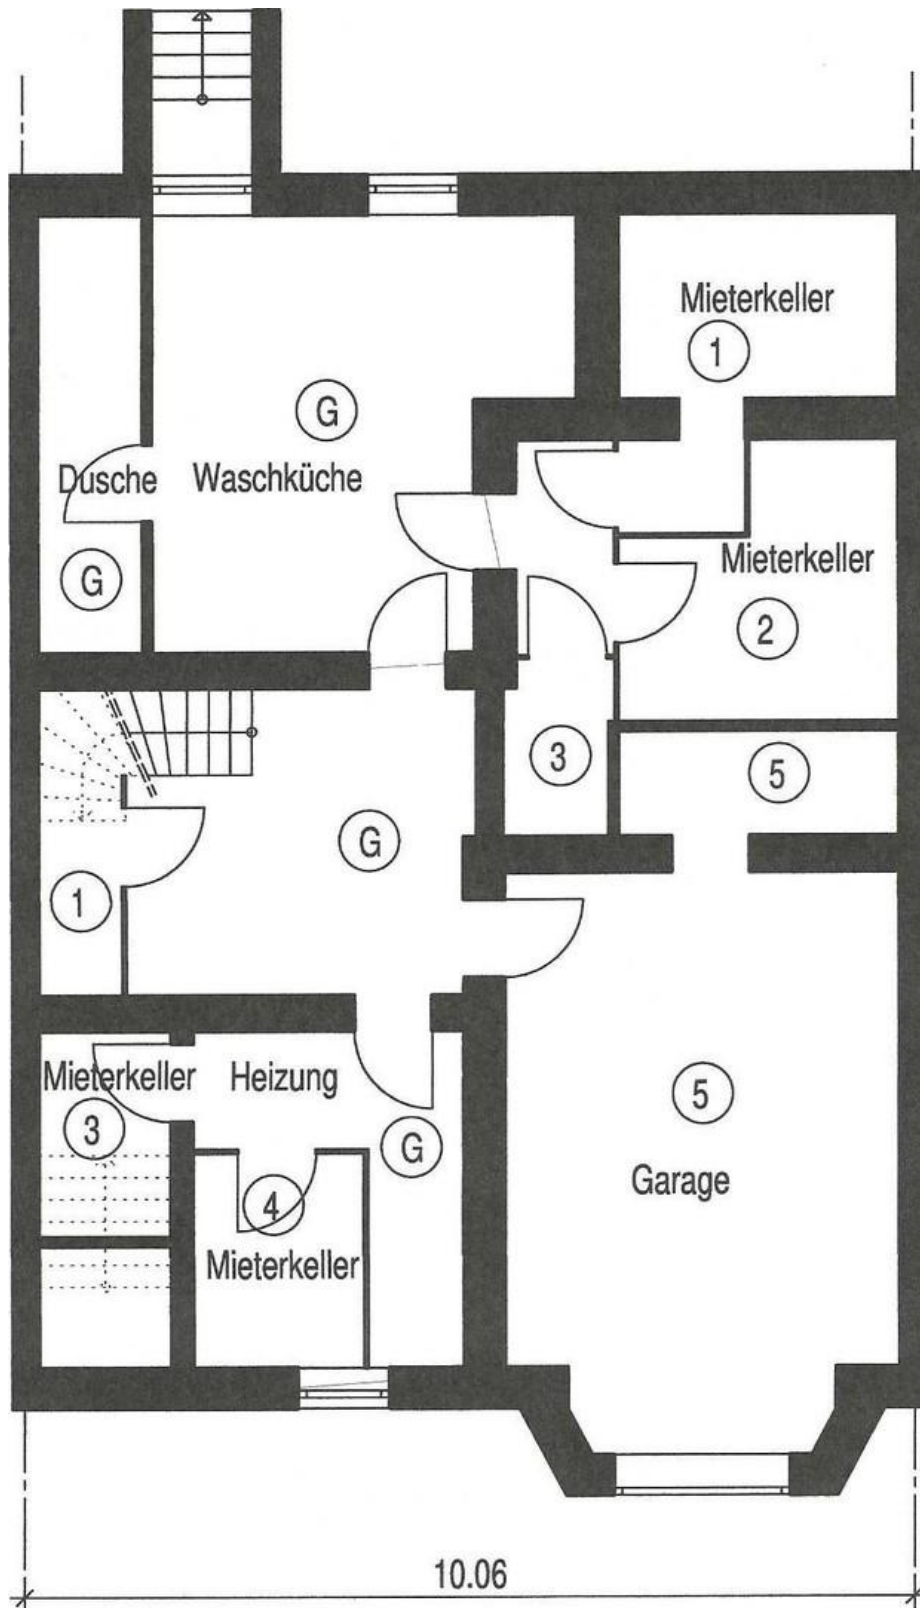 Mieterkeller
1
G
Dusche
Waschküche
G
Mieterkeller
2
3
5
G
1
Mieterkeller
Heizung
3
G
5
4
Garage
Mieterkeller
10.06